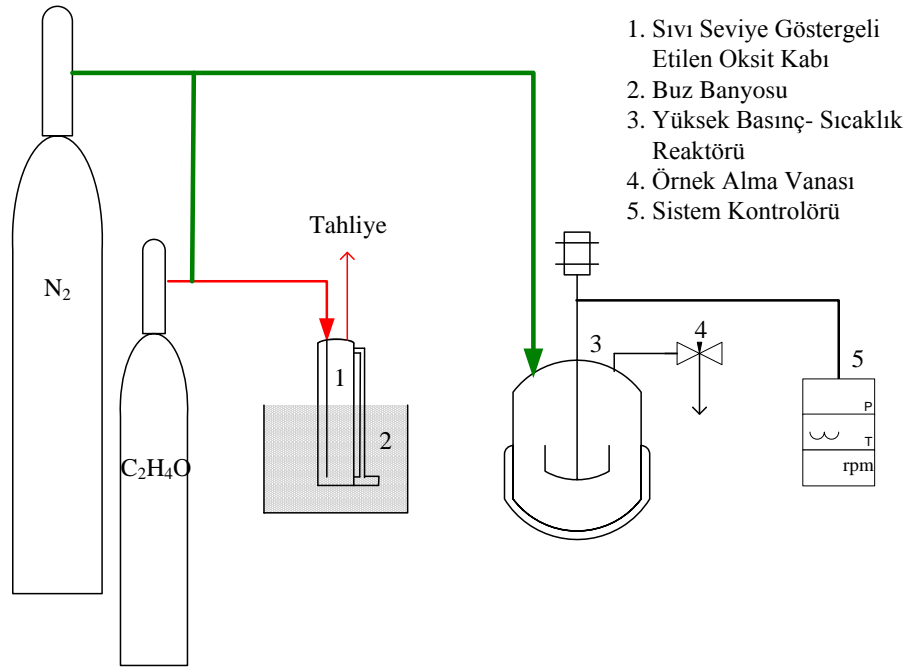 1. Sıvı Seviye Göstergeli
Etilen Oksit Kabı
2. Buz Banyosu
3. Yüksek Basınç- Sıcaklık
Reaktörü
4. Örnek Alma Vanası
5. Sistem Kontrolörü
Tahliye
N₂
C₂H₄O
1
2
3
4
5
P
T
rpm